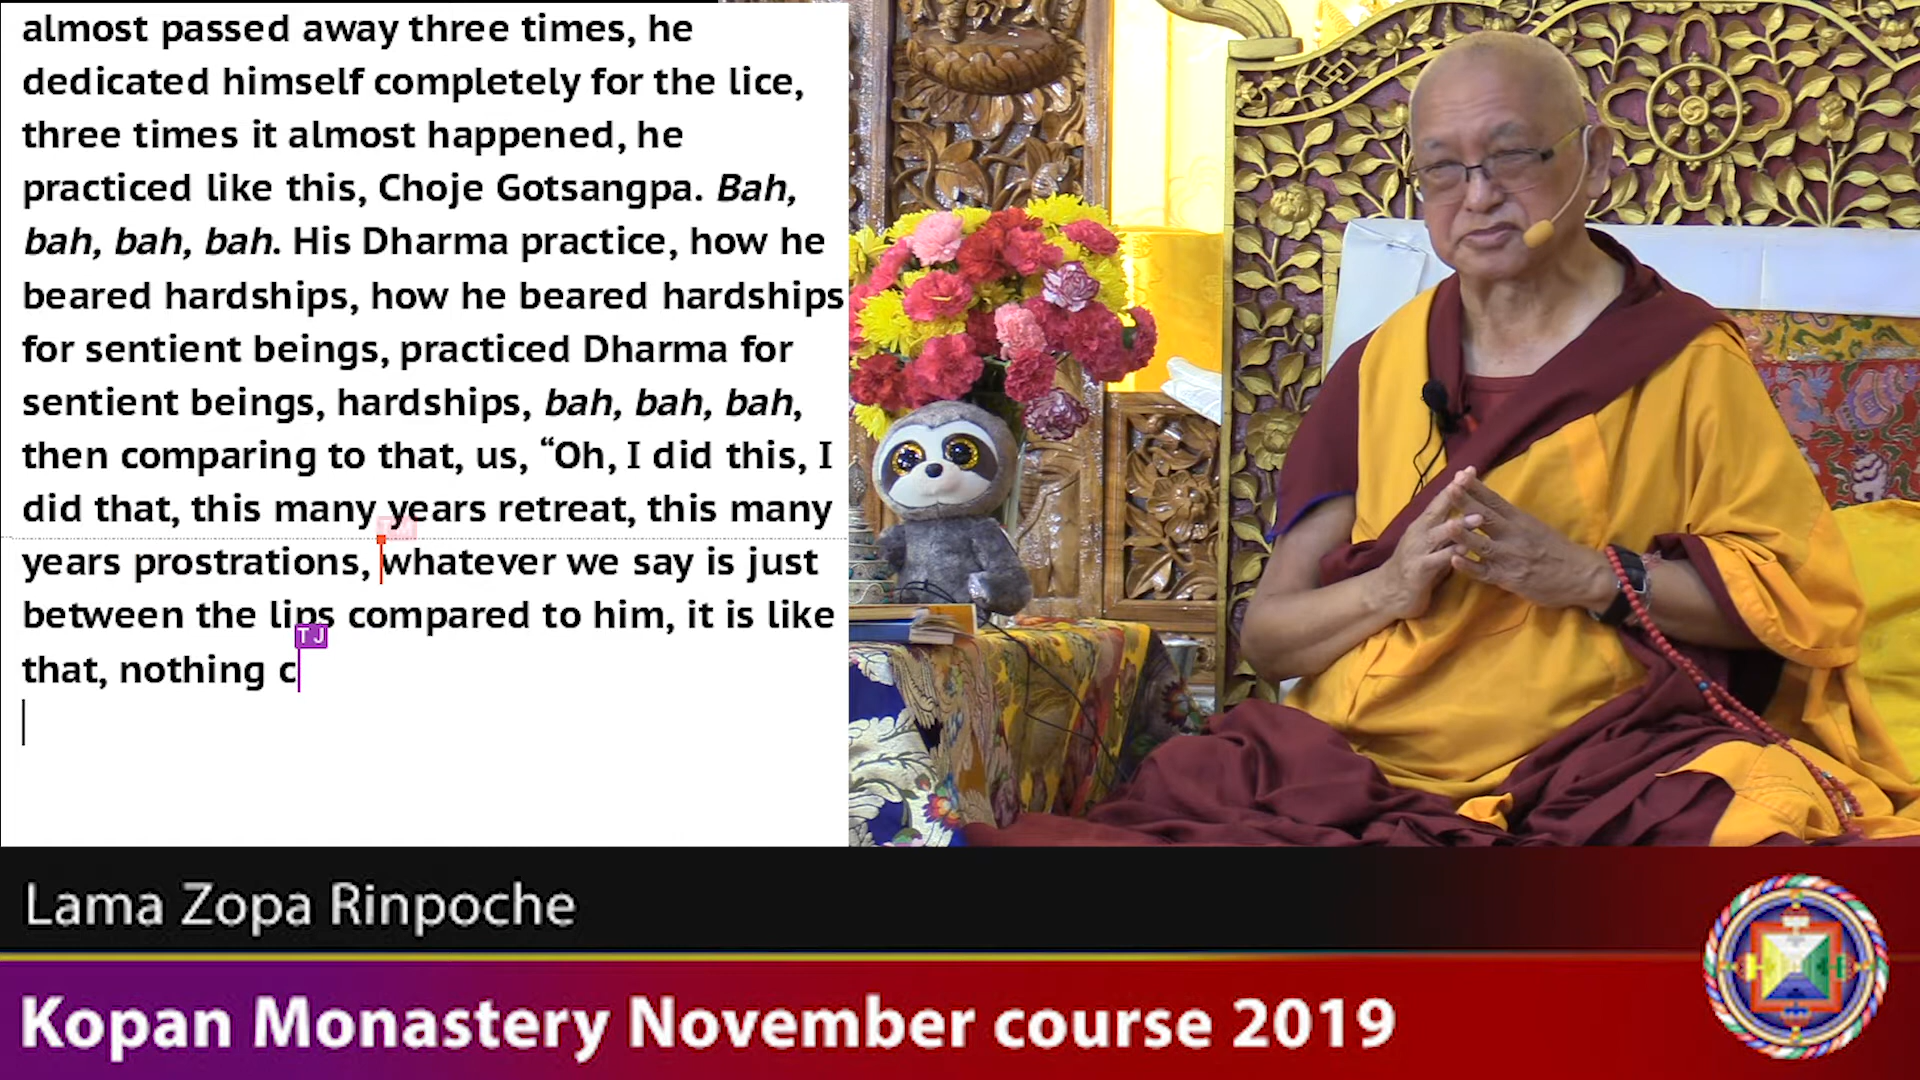 almost passed away three times, he
dedicated himself completely for the lice,
three times it almost happened, he
practiced like this, Choje Gotsangpa. Bah,
bah, bah, bah. His Dharma practice, how he
beared hardships, how he beared hardships
for sentient beings, practiced Dharma for
sentient beings, hardships, bah, bah, bah,
then comparing to that, us, “Oh, I did this, I
did that, this many years retreat, this many
years prostrations, whatever we say is just
between the lips compared to him, it is like
TJ
that, nothing c
Lama Zopa Rinpoche
Kopan Monastery November course 2019